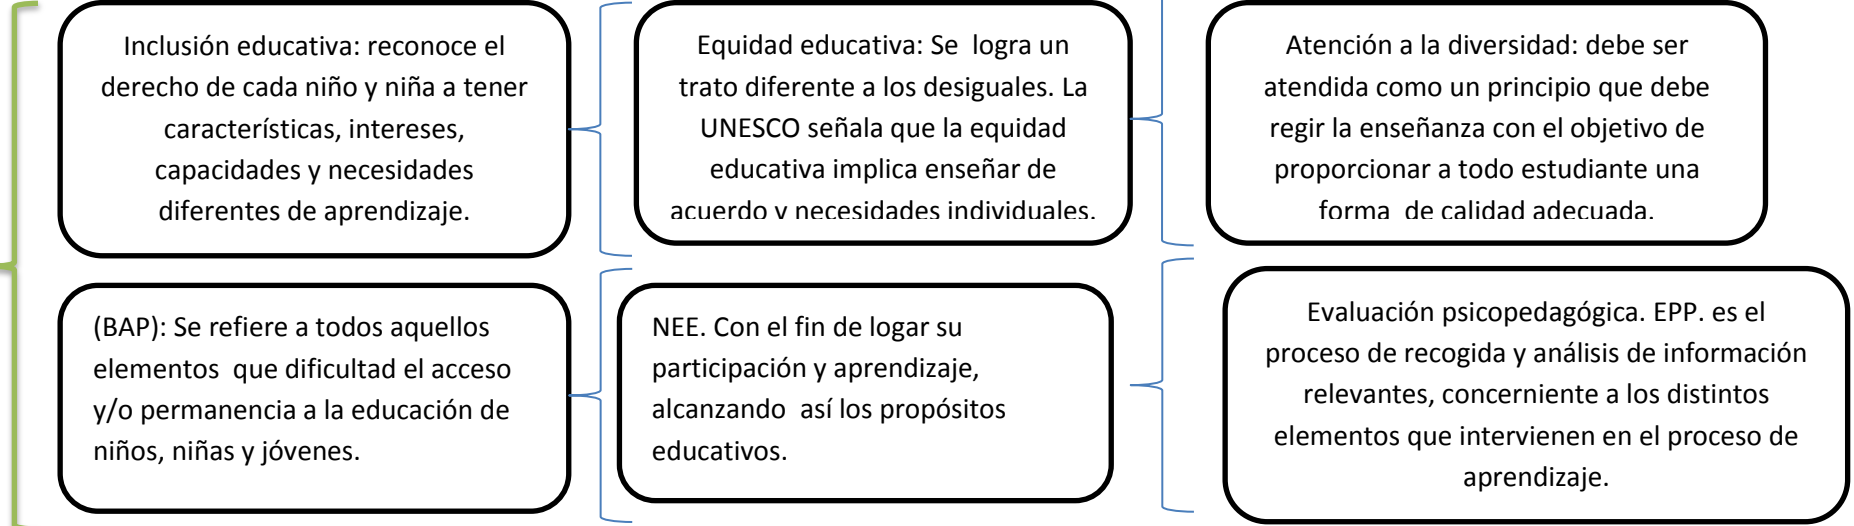 Inclusión educativa: reconoce el
derecho de cada niño y niña a tener
características, intereses,
capacidades y necesidades
diferentes de aprendizaje.
Equidad educativa: Se  logra un
trato diferente a los desiguales. La
UNESCO señala que la equidad
educativa implica enseñar de
acuerdo y necesidades individuales.
Atención a la diversidad: debe ser
atendida como un principio que debe
regir la enseñanza con el objetivo de
proporcionar a todo estudiante una
forma  de calidad adecuada.
(BAP): Se refiere a todos aquellos
elementos  que dificultad el acceso
y/o permanencia a la educación de
niños, niñas y jóvenes.
NEE. Con el fin de logar su
participación y aprendizaje,
alcanzando  así los propósitos
educativos.
Evaluación psicopedagógica. EPP. es el
proceso de recogida y análisis de información
relevantes, concerniente a los distintos
elementos que intervienen en el proceso de
aprendizaje.